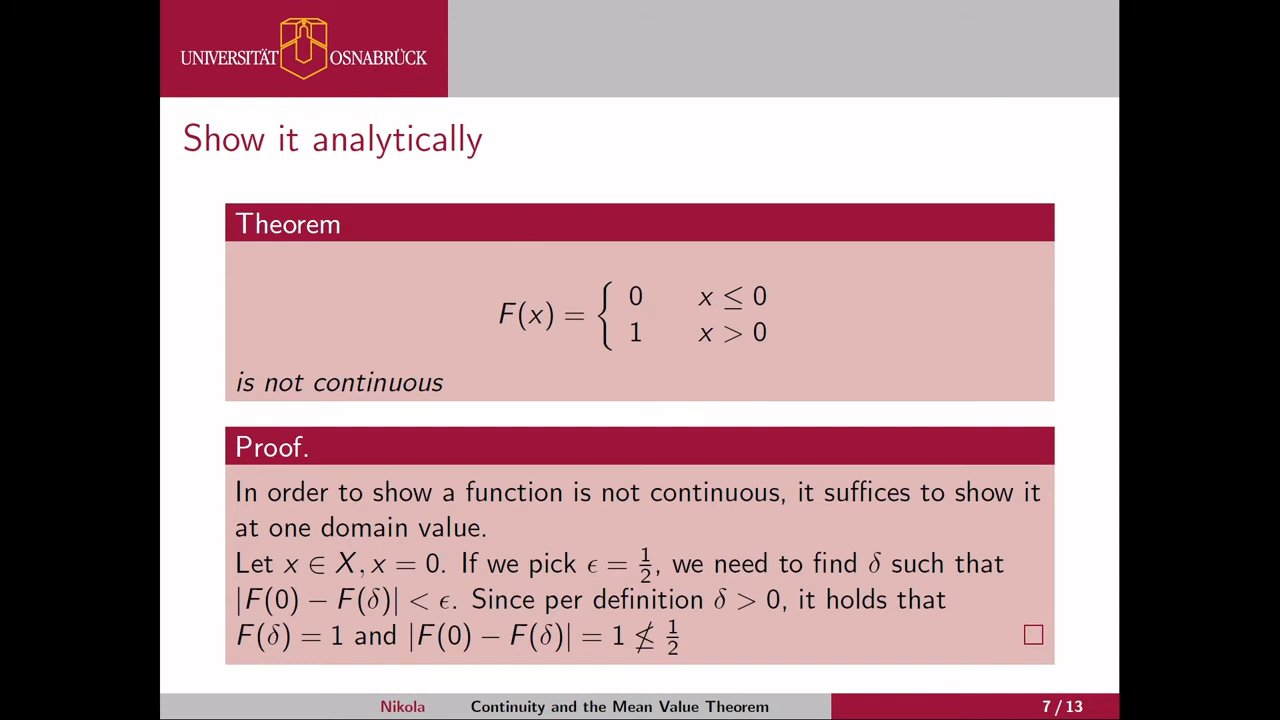 UNIVERSITÄT OSNABRÜCK
Show it analytically
Theorem
F(x) = { 0 x ≤ 0
1 x > 0
is not continuous
Proof.
In order to show a function is not continuous, it suffices to show it
at one domain value.
Let x ∈ X, x = 0. If we pick ϵ = 1/2, we need to find δ such that
|F(0) − F(δ)| < ϵ. Since per definition δ > 0, it holds that
F(δ) = 1 and |F(0) − F(δ)| = 1 ≰ 1/2 □
Nikola Continuity and the Mean Value Theorem 7 / 13